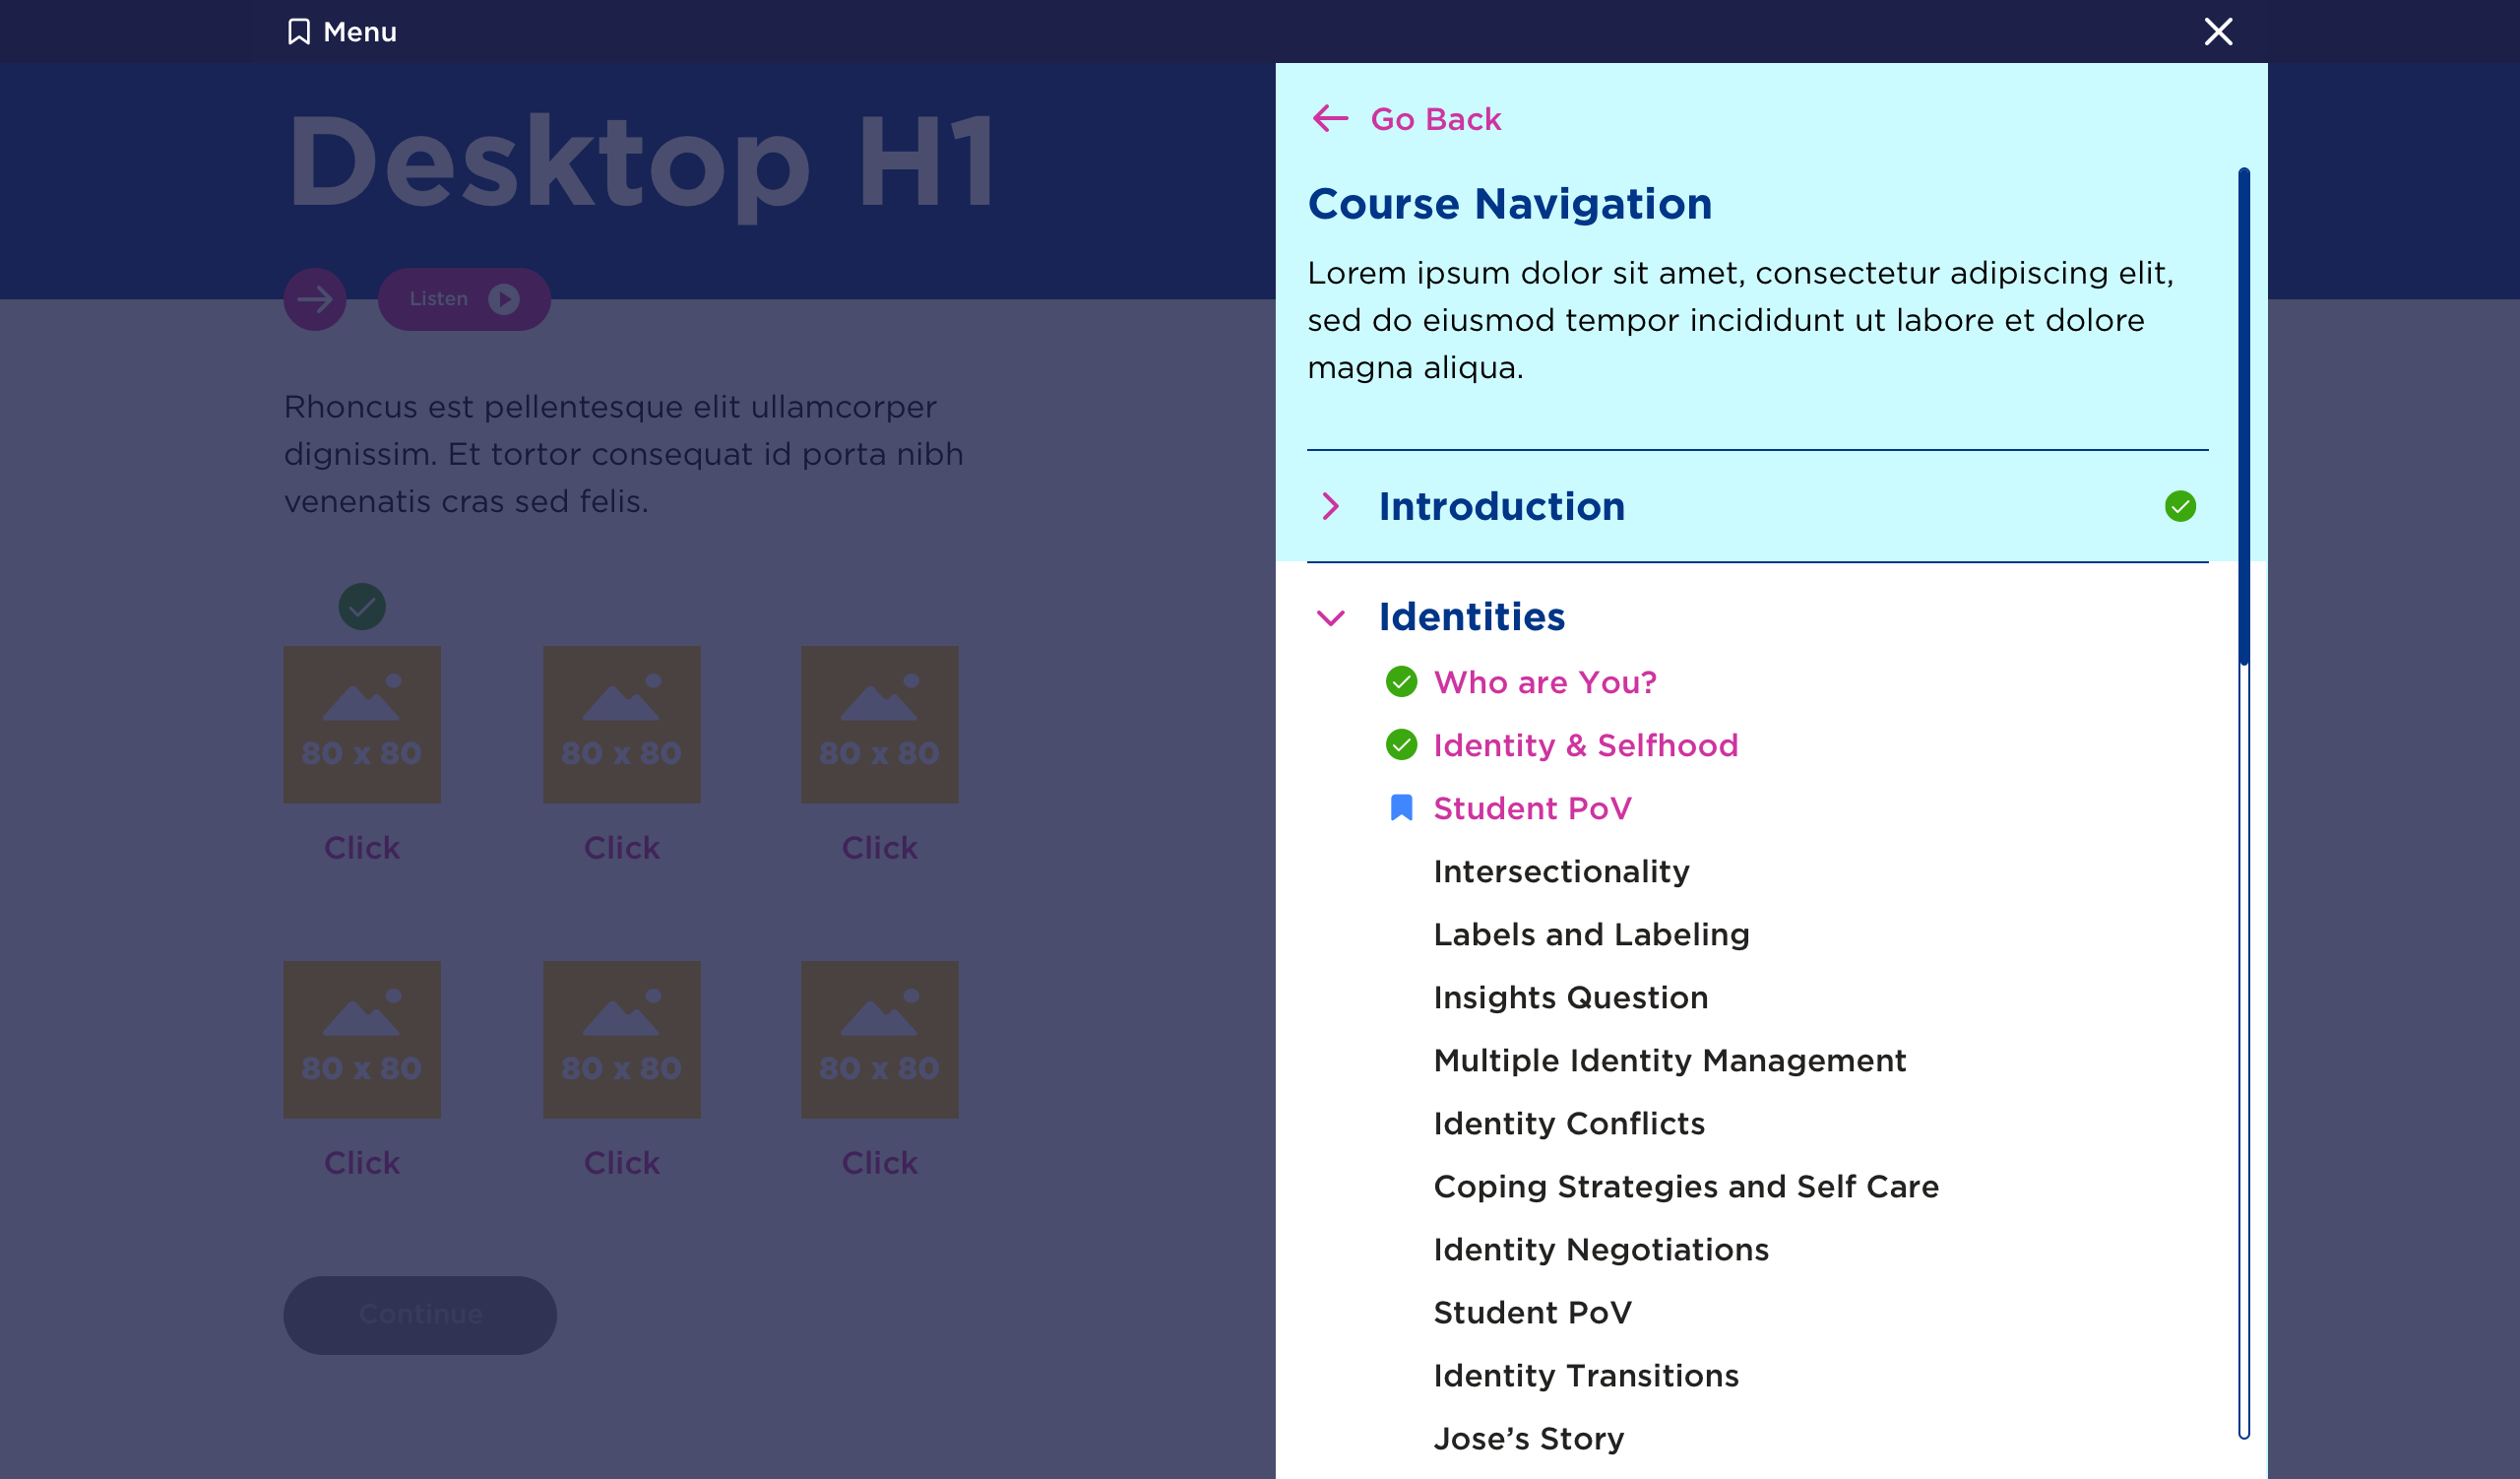 Menu
Desktop H1
Listen
Rhoncus est pellentesque elit ullamcorper
dignissim. Et tortor consequat id porta nibh
venenatis cras sed felis.
80 x 80
80 x 80
80 x 80
Click
Click
Click
80 x 80
80 x 80
80 x 80
Click
Click
Click
Continue
Go Back
Course Navigation
Lorem ipsum dolor sit amet, consectetur adipiscing elit,
sed do eiusmod tempor incididunt ut labore et dolore
magna aliqua.
Introduction
Identities
Who are You?
Identity & Selfhood
Student PoV
Intersectionality
Labels and Labeling
Insights Question
Multiple Identity Management
Identity Conflicts
Coping Strategies and Self Care
Identity Negotiations
Student PoV
Identity Transitions
Jose’s Story